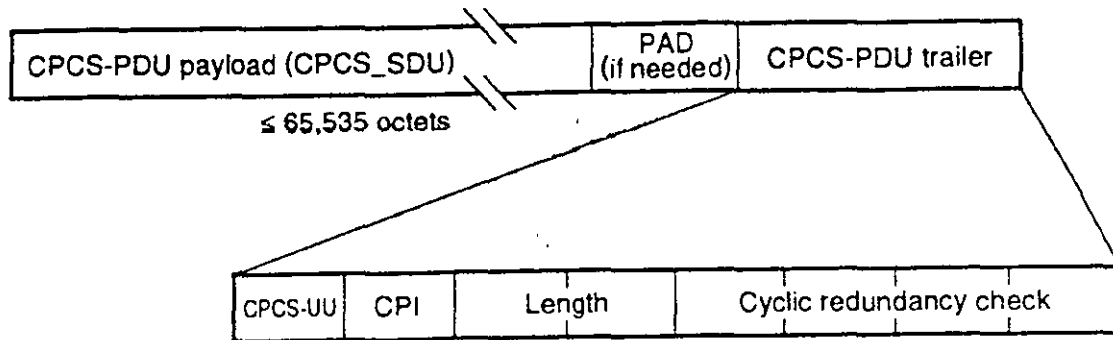 CPCS-PDU payload (CPCS_SDU)
PAD
(if needed)
CPCS-PDU trailer
≤ 65,535 octets
CPCS-UU
CPI
Length
Cyclic redundancy check